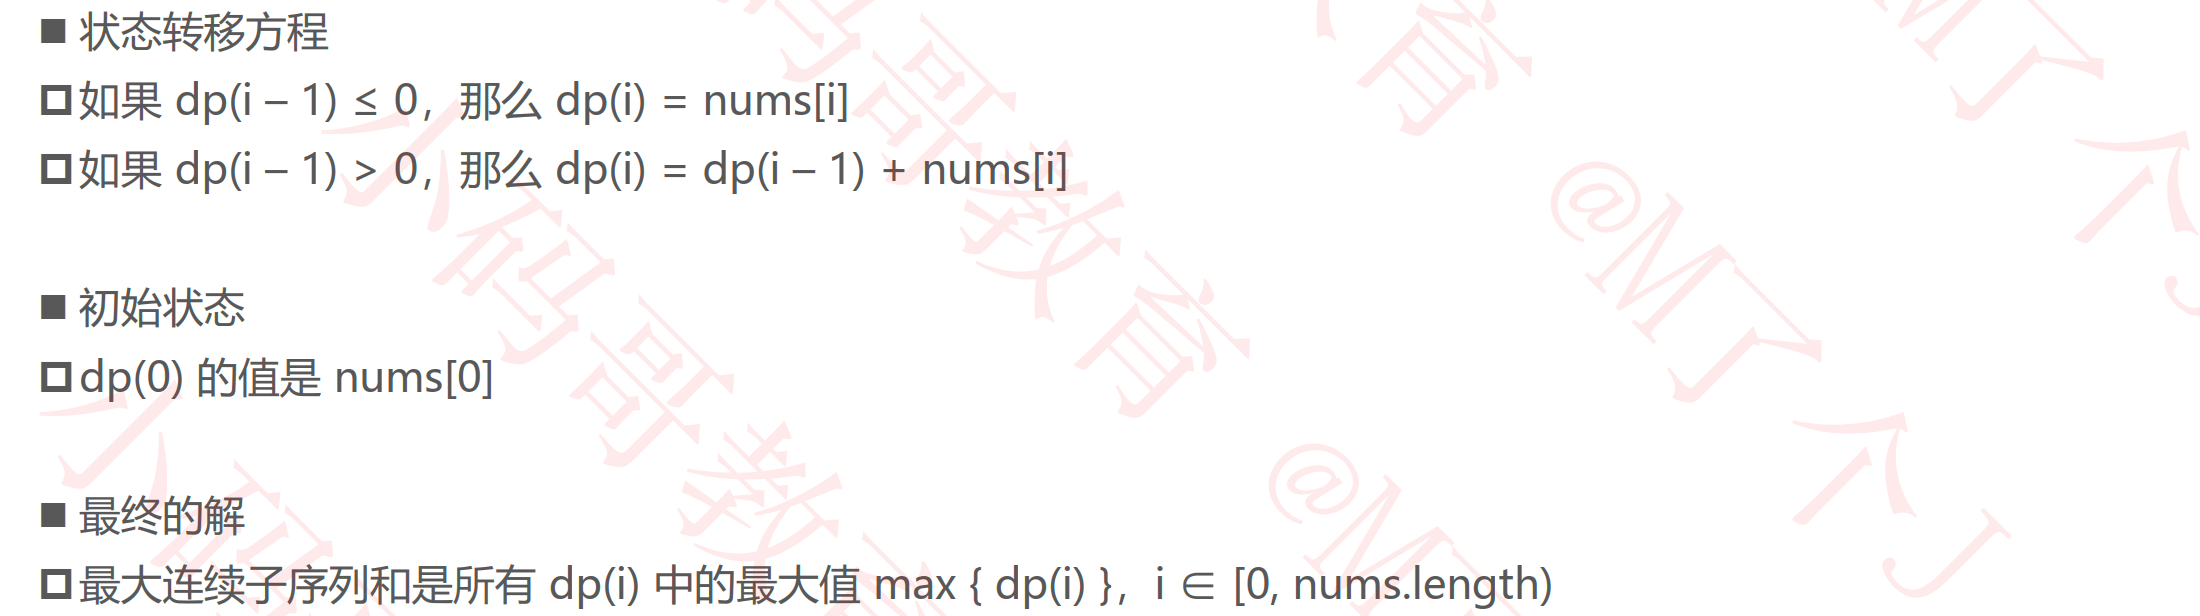 ■ 状态转移方程
□ 如果 dp(i – 1) ≤ 0，那么 dp(i) = nums[i]
□ 如果 dp(i – 1) > 0，那么 dp(i) = dp(i – 1) + nums[i]
■ 初始状态
□ dp(0) 的值是 nums[0]
■ 最终的解
□ 最大连续子序列和是所有 dp(i) 中的最大值 max { dp(i) }，i ∈ [0, nums.length)
小码哥教育 @M了个J